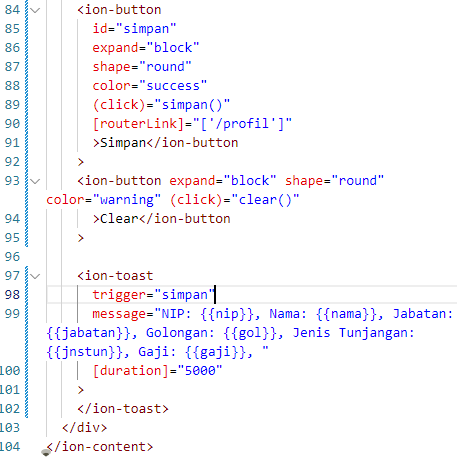 84 <ion-button
85 id="simpan"
86 expand="block"
87 shape="round"
88 color="success"
89 (click)="simpan()"
90 [routerLink]="['/profil']"
91 >Simpan</ion-button
92 >
93 <ion-button expand="block" shape="round"
color="warning" (click)="clear()"
94 >Clear</ion-button
95 >
96
97 <ion-toast
98 trigger="simpan"
99 message="NIP: {{nip}}, Nama: {{nama}}, Jabatan:
{{jabatan}}, Golongan: {{gol}}, Jenis Tunjangan:
{{jnstun}}, Gaji: {{gaji}}, "
100 [duration]="5000"
101 >
102 </ion-toast>
103 </div>
104 </ion-content>